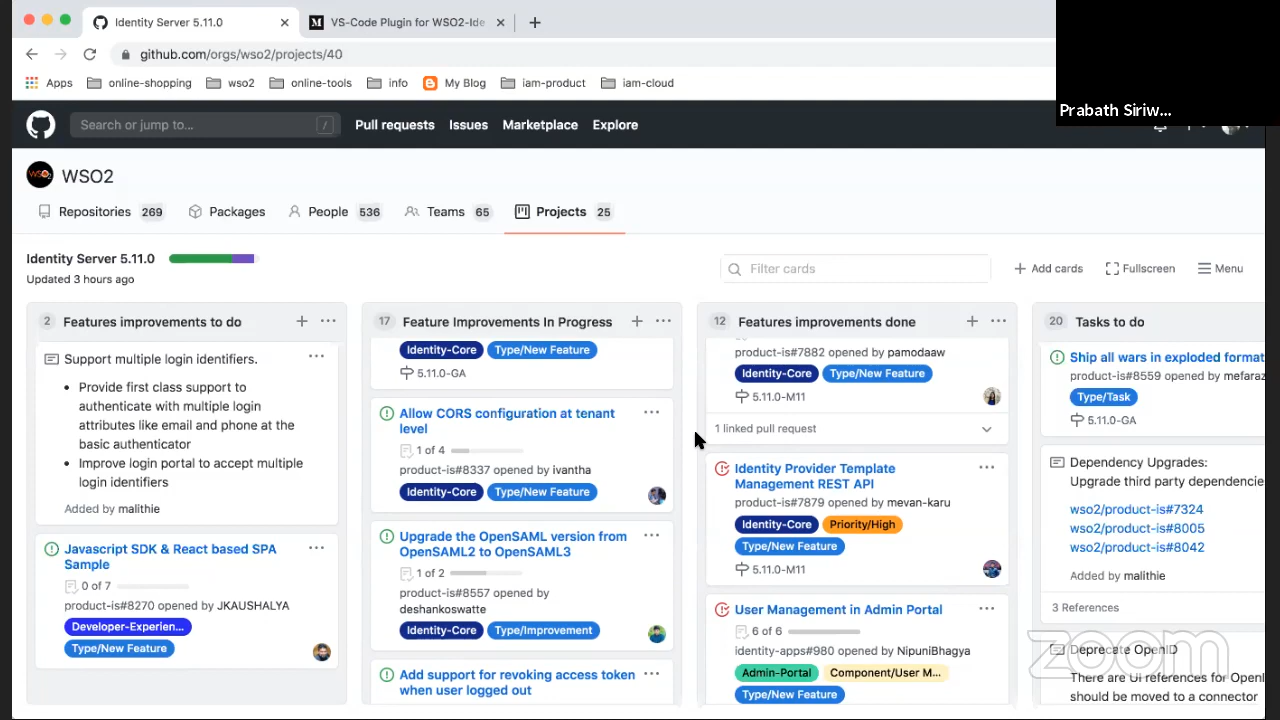 Identity Server 5.11.0
VS-Code Plugin for WSO2-Ide
github.com/orgs/wso2/projects/40
Apps online-shopping wso2 online-tools info My Blog iam-product iam-cloud
Prabath Siriw...
Search or jump to... /
Pull requests Issues Marketplace Explore
WSO2
WSO2
Repositories 269 Packages People 536 Teams 65 Projects 25
Identity Server 5.11.0
Updated 3 hours ago
Filter cards
Add cards Fullscreen Menu
2 Features improvements to do
Support multiple login identifiers.
Provide first class support to
authenticate with multiple login
attributes like email and phone at the
basic authenticator
Improve login portal to accept multiple
login identifiers
Added by malithie
Javascript SDK & React based SPA
Sample
0 of 7
product-is#8270 opened by JKAUSHALYA
Developer-Experien...
Type/New Feature
17 Feature Improvements In Progress
Identity-Core Type/New Feature
5.11.0-GA
Allow CORS configuration at tenant
level
1 of 4
product-is#8337 opened by ivantha
Identity-Core Type/New Feature
Upgrade the OpenSAML version from
OpenSAML2 to OpenSAML3
1 of 2
product-is#8557 opened by
deshankoswatte
Identity-Core Type/Improvement
Add support for revoking access token
when user logged out
12 Features improvements done
product-is#7882 opened by pamodaaw
Identity-Core Type/New Feature
5.11.0-M11
1 linked pull request
Identity Provider Template
Management REST API
product-is#7879 opened by mevan-karu
Identity-Core Priority/High
Type/New Feature
5.11.0-M11
User Management in Admin Portal
6 of 6
identity-apps#980 opened by NipuniBhagya
Admin-Portal Component/User M...
Type/New Feature
20 Tasks to do
Ship all wars in exploded format
product-is#8559 opened by mefaraz
Type/Task
5.11.0-GA
Dependency Upgrades:
Upgrade third party dependencie
wso2/product-is#7324
wso2/product-is#8005
wso2/product-is#8042
Added by malithie
3 References
Deprecate OpenID
There are UI references for OpenI
should be moved to a connector
zoom